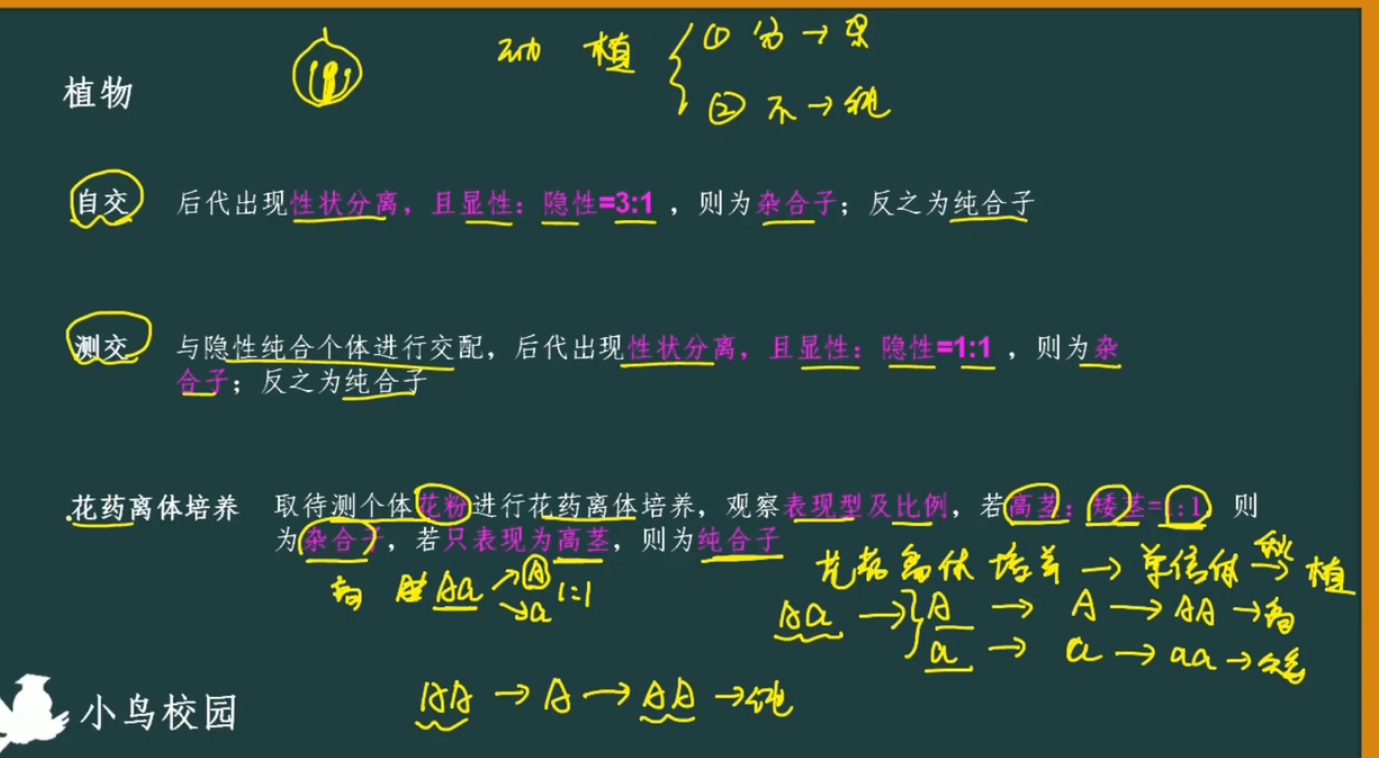 动 植 ① 分→杂
② 不→纯
植物
自交 后代出现性状分离，且显性：隐性=3:1 ，则为杂合子；反之为纯合子
测交 与隐性纯合个体进行交配，后代出现性状分离，且显性：隐性=1:1 ，则为杂
合子；反之为纯合子
花药离体培养 取待测个体花粉进行花药离体培养，观察表现型及比例，若高茎：矮茎=1:1，则
为杂合子，若只表现为高茎，则为纯合子
花药离体 培养 → 单倍体 秋→ 植
高 Aa →A 1:1
→a
Aa → A → A → AA → 高
a → a → aa → 矮
AA → A → AA → 纯
小鸟校园